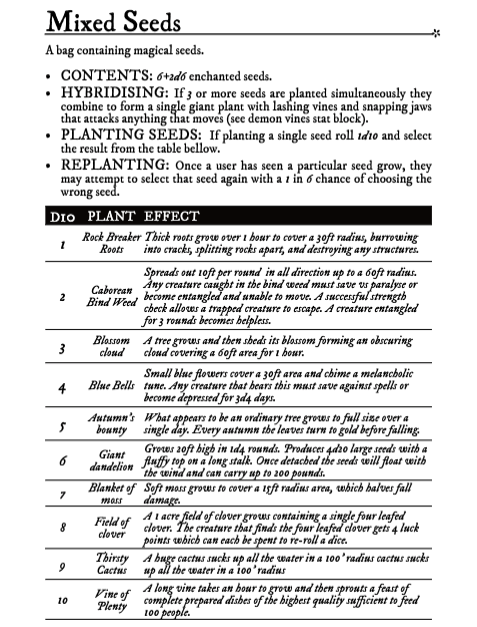 Mixed Seeds
A bag containing magical seeds.
• CONTENTS: 6+2d6 enchanted seeds.
• HYBRIDISING: If 3 or more seeds are planted simultaneously they
combine to form a single giant plant with lashing vines and snapping jaws
that attacks anything that moves (see demon vines stat block).
• PLANTING SEEDS: If planting a single seed roll 1d10 and select
the result from the table bellow.
• REPLANTING: Once a user has seen a particular seed grow, they
may attempt to select that seed again with a 1 in 6 chance of choosing the
wrong seed.
D10 PLANT EFFECT
1 Rock Breaker Roots Thick roots grow over 1 hour to cover a 30ft radius, burrowing
into cracks, splitting rocks apart, and destroying any structures.
2 Caborean Bind Weed Spreads out 10ft per round in all direction up to a 60ft radius.
Any creature caught in the bind weed must save vs paralyse or
become entangled and unable to move. A successful strength
check allows a trapped creature to escape. A creature entangled
for 3 rounds becomes helpless.
3 Blossom cloud A tree grows and then sheds its blossom forming an obscuring
cloud covering a 60ft area for 1 hour.
4 Blue Bells Small blue flowers cover a 30ft area and chime a melancholic
tune. Any creature that hears this must save against spells or
become depressed for 3d4 days.
5 Autumn's bounty What appears to be an ordinary tree grows to full size over a
single day. Every autumn the leaves turn to gold before falling.
6 Giant dandelion Grows 20ft high in 1d4 rounds. Produces 4d20 large seeds with a
fluffy top on a long stalk. Once detached the seeds will float with
the wind and can carry up to 200 pounds.
7 Blanket of moss Soft moss grows to cover a 15ft radius area, which halves fall
damage.
8 Field of clover A 1 acre field of clover grows containing a single four leafed
clover. The creature that finds the four leafed clover gets 4 luck
points which can each be spent to re-roll a dice.
9 Thirsty Cactus A huge cactus sucks up all the water in a 100' radius cactus sucks
up all the water in a 100' radius
10 Vine of Plenty A long vine takes an hour to grow and then sprouts a feast of
complete prepared dishes of the highest quality sufficient to feed
100 people.